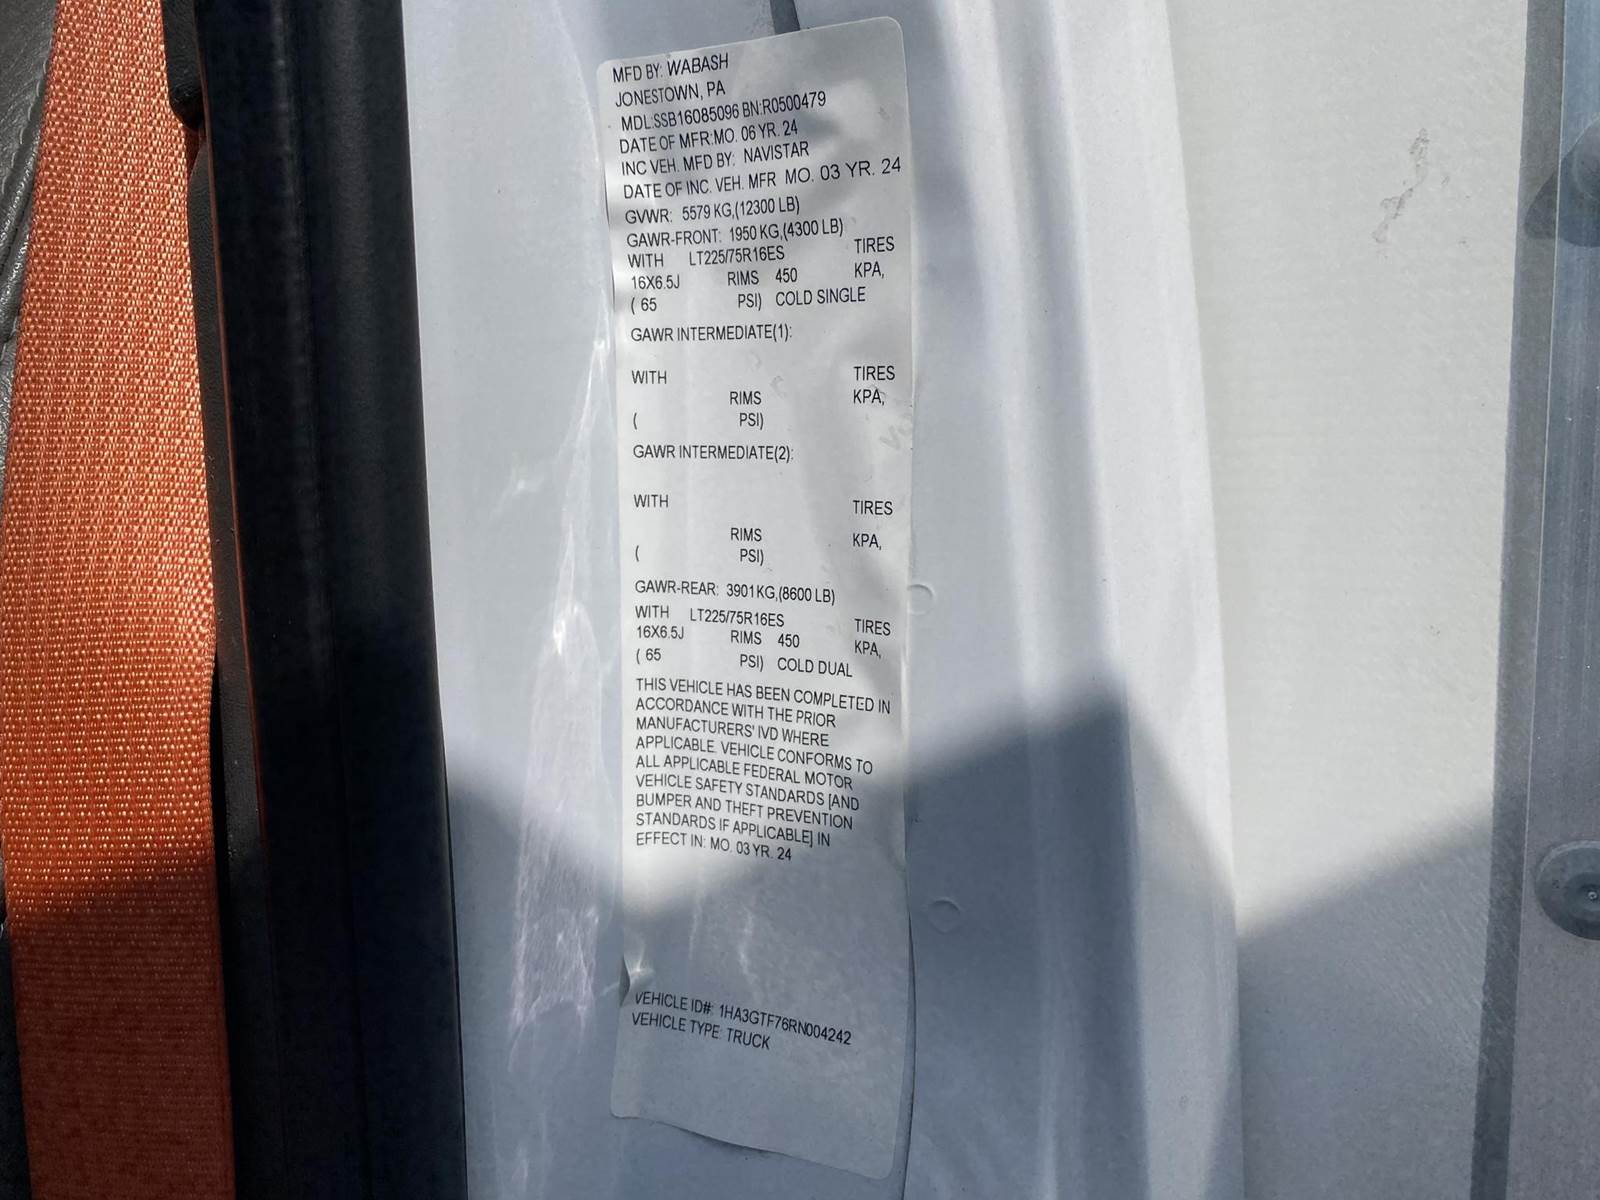 MFD BY: WABASH
JONESTOWN, PA
MDL:SSB16085096 BN:R0500479
DATE OF MFR:MO. 06 YR. 24
INC VEH. MFD BY: NAVISTAR
DATE OF INC. VEH. MFR MO. 03 YR. 24
GVWR: 5579 KG,(12300 LB)
GAWR-FRONT: 1950 KG,(4300 LB)
WITH LT225/75R16ES TIRES
16X6.5J RIMS 450 KPA,
( 65 PSI) COLD SINGLE
GAWR INTERMEDIATE(1):
WITH TIRES
RIMS KPA,
( PSI)
GAWR INTERMEDIATE(2):
WITH TIRES
RIMS KPA,
( PSI)
GAWR-REAR: 3901KG,(8600 LB)
WITH LT225/75R16ES TIRES
16X6.5J RIMS 450 KPA,
( 65 PSI) COLD DUAL
THIS VEHICLE HAS BEEN COMPLETED IN
ACCORDANCE WITH THE PRIOR
MANUFACTURERS' IVD WHERE
APPLICABLE. VEHICLE CONFORMS TO
ALL APPLICABLE FEDERAL MOTOR
VEHICLE SAFETY STANDARDS [AND
BUMPER AND THEFT PREVENTION
STANDARDS IF APPLICABLE] IN
EFFECT IN: MO. 03 YR. 24
VEHICLE ID#: 1HA3GTF76RN004242
VEHICLE TYPE: TRUCK